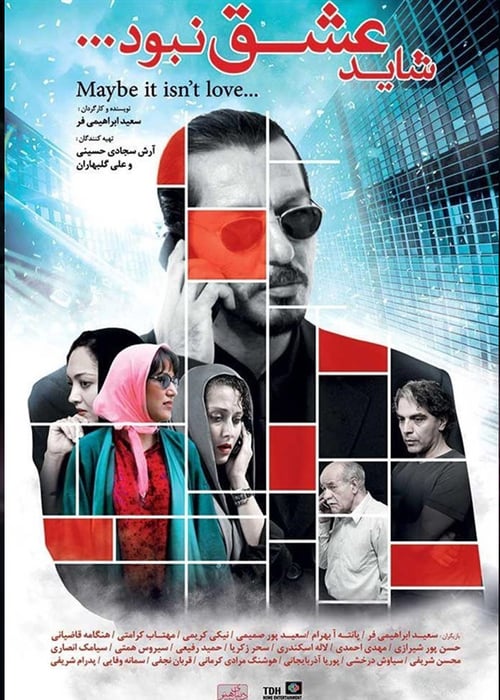 شاید عشق نبود...
Maybe it isn't love...
نویسنده و کارگردان :
سعید ابراهیمی فر
تهیه کنندگان :
آرش سجادی حسینی
و علی گلبهاران
بازیگران: سعید ابراهیمی فر / پانته آ بهرام / سعید پور صمیمی / نیکی کریمی / مهتاب کرامتی / هنگامه قاضیانی
حسن پور شیرازی / مهدی احمدی / لاله اسکندری / سحر زکریا / حمید رفیعی / سیروس همتی / سیامک انصاری
محسن شریفی / سیاوش درخشی / پوریا آذربایجانی / هوشنگ مرادی کرمانی / قربان نجفی / سمانه وفایی / پدرام شریفی
TDH
HOME ENTERTAINMENT